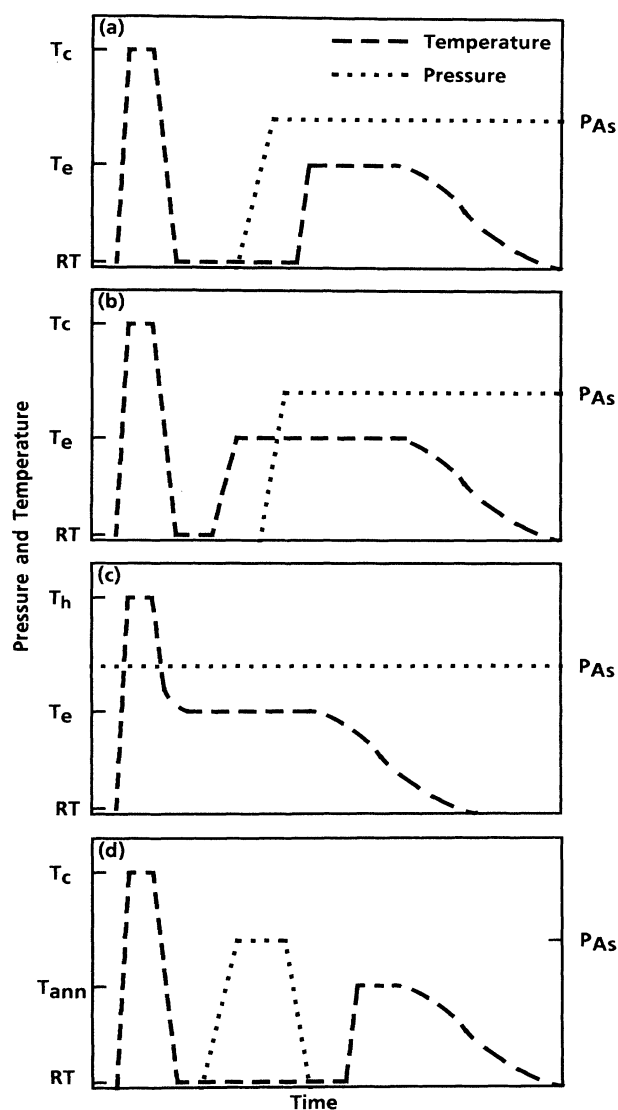 (a)
Temperature
Pressure
Tc
Te
RT
PAs
(b)
Tc
Te
RT
PAs
(c)
Th
Te
RT
PAs
(d)
Tc
Tann
RT
PAs
Pressure and Temperature
Time